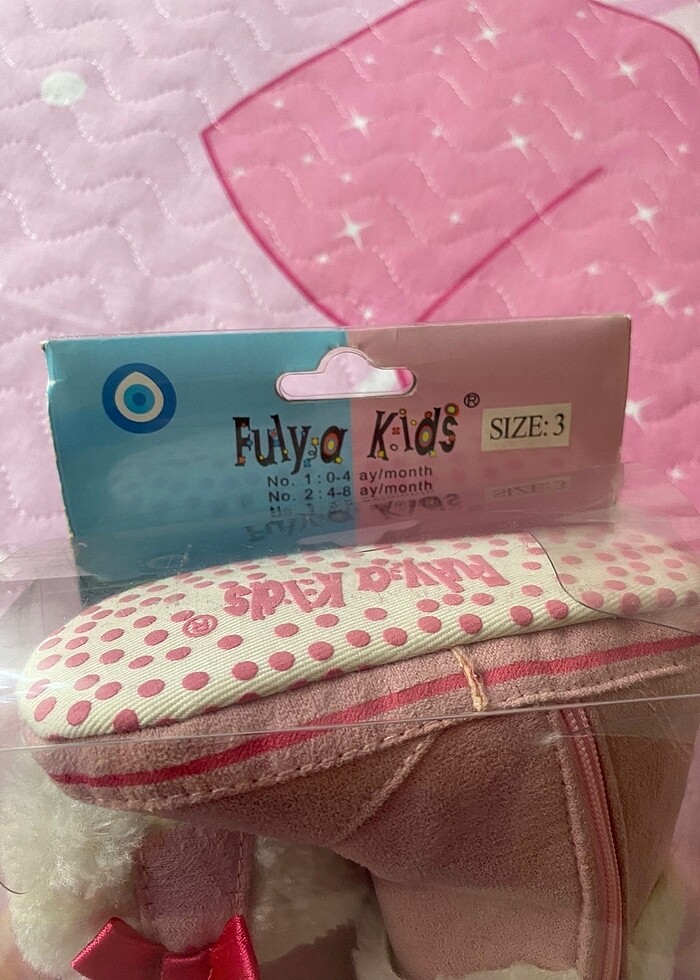 Fulya Kids ®
SIZE: 3
No. 1 : 0-4 ay/month
No. 2 : 4-8 ay/month
Fulya Kids ®